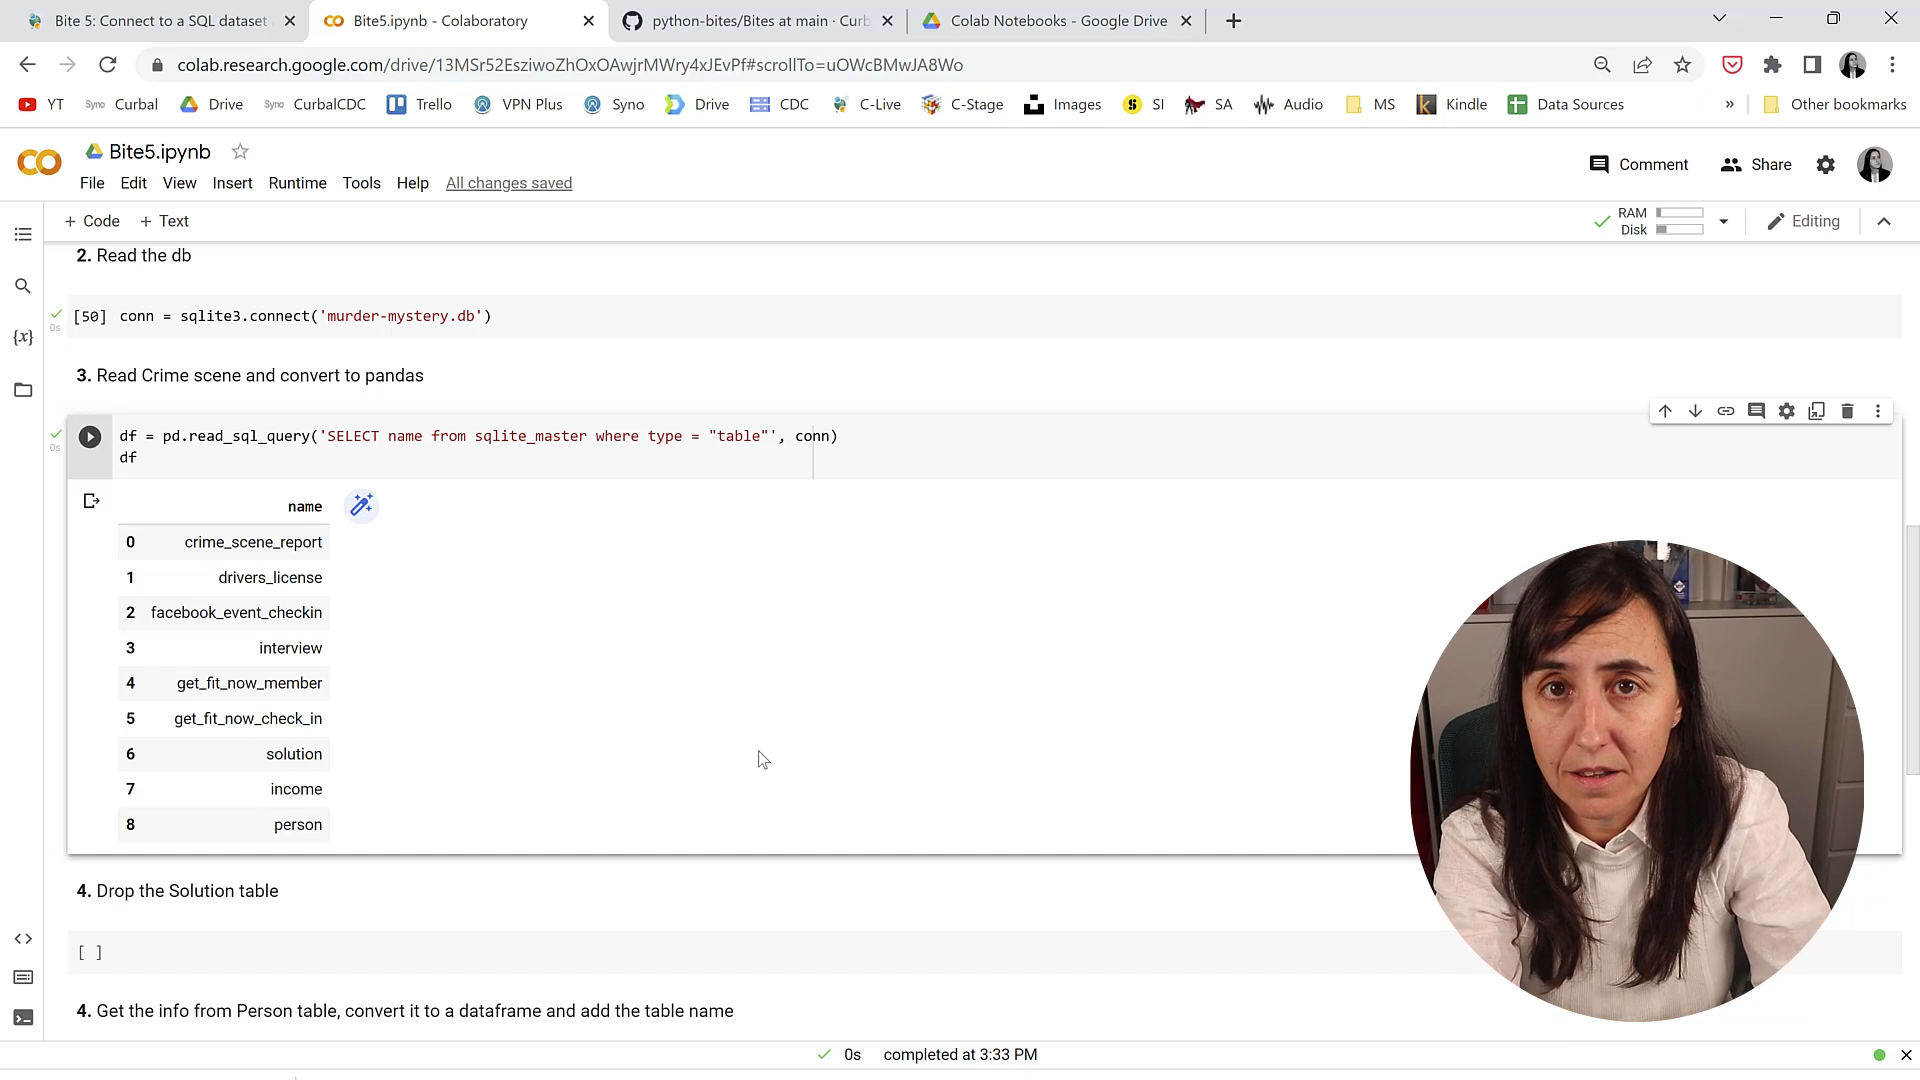 Bite 5: Connect to a SQL dataset
Bite5.ipynb - Colaboratory
python-bites/Bites at main · Curb
Colab Notebooks - Google Drive
colab.research.google.com/drive/13MSr52EsziwoZhOxOAwjrMWry4xJEvPf#scrollTo=uOWcBMwJA8Wo
YT
Syno Curbal
Drive
Syno CurbalCDC
Trello
VPN Plus
Syno
Drive
CDC
C-Live
C-Stage
Images
SI
SA
Audio
MS
Kindle
Data Sources
»
Other bookmarks
Bite5.ipynb
Comment
Share
File Edit View Insert Runtime Tools Help All changes saved
+ Code + Text
RAM
Disk
Editing
2. Read the db
[50] conn = sqlite3.connect('murder-mystery.db')
0s
3. Read Crime scene and convert to pandas
df = pd.read_sql_query('SELECT name from sqlite_master where type = "table"', conn)
0s
df
name
0 crime_scene_report
1 drivers_license
2 facebook_event_checkin
3 interview
4 get_fit_now_member
5 get_fit_now_check_in
6 solution
7 income
8 person
4. Drop the Solution table
[ ]
4. Get the info from Person table, convert it to a dataframe and add the table name
0s completed at 3:33 PM